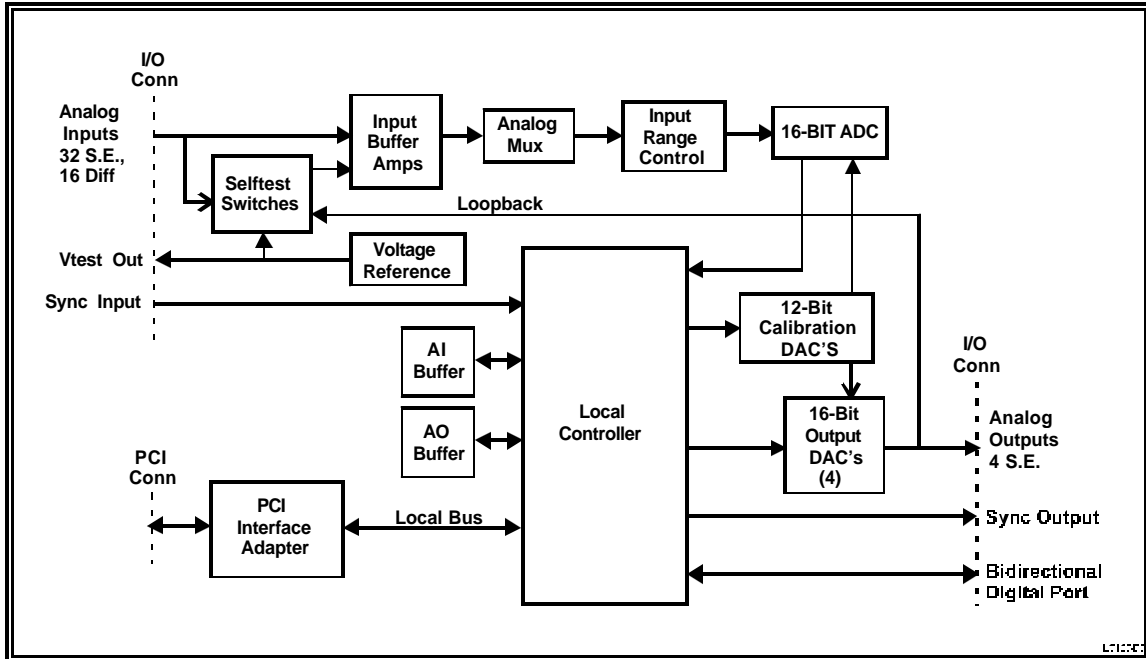 I/O
Conn
Analog
Inputs
32 S.E.,
16 Diff
Input
Buffer
Amps
Analog
Mux
Input
Range
Control
16-BIT ADC
Selftest
Switches
Loopback
Vtest Out
Voltage
Reference
Sync Input
12-Bit
Calibration
DAC'S
I/O
Conn
AI
Buffer
Local
Controller
AO
Buffer
16-Bit
Output
DAC's
(4)
Analog
Outputs
4 S.E.
PCI
Conn
PCI
Interface
Adapter
Local Bus
Sync Output
Bidirectional
Digital Port